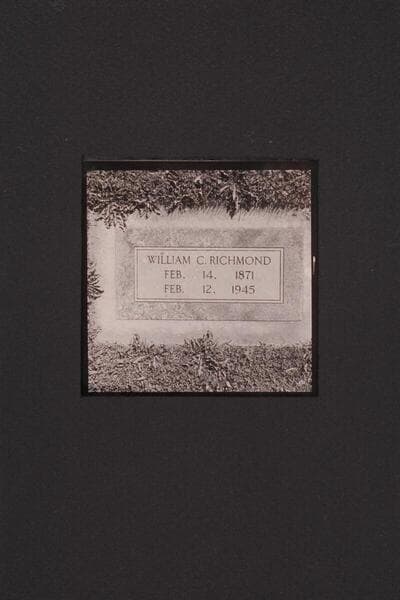 WILLIAM C. RICHMOND
FEB. 14. 1871
FEB. 12. 1945